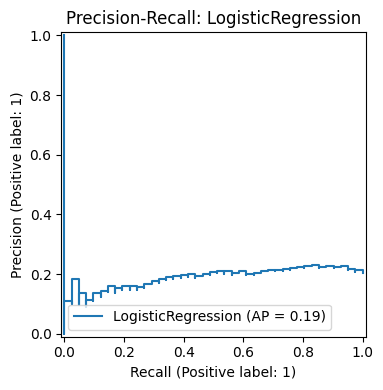 Precision-Recall: LogisticRegression
Precision (Positive label: 1)
1.0
0.8
0.6
0.4
0.2
0.0
LogisticRegression (AP = 0.19)
0.0 0.2 0.4 0.6 0.8 1.0
Recall (Positive label: 1)